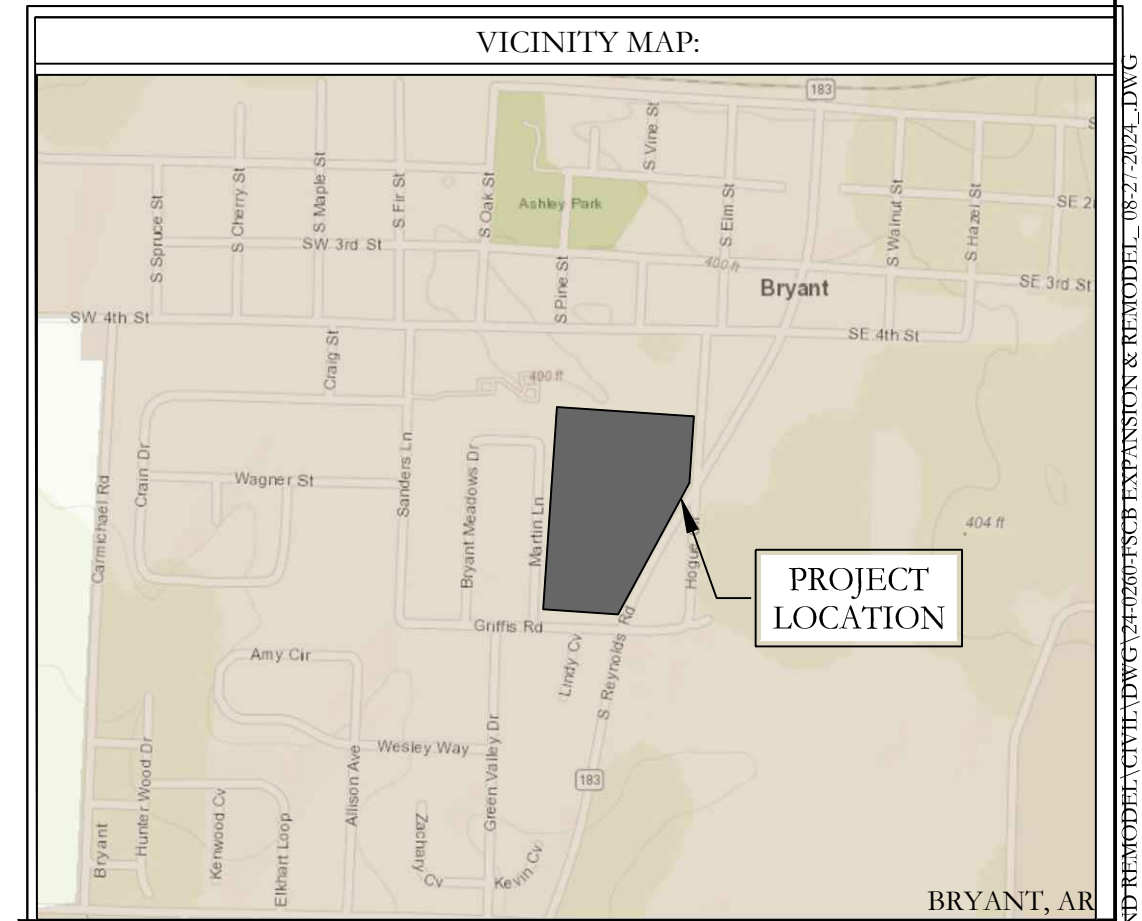 VICINITY MAP:
183
S Vine St
S Spruce St
S Cherry St
S Maple St
S Fir St
S Oak St
Ashley Park
S Elm St
S Walnut St
S Hazel St
SE 2
SW 3rd St
S Pine St
400 ft
Bryant
SE 3rd St
SW 4th St
SE 4th St
Craig St
400 ft
Carmichael Rd
Crain Dr
Wagner St
Sanders Ln
Bryant Meadows Dr
Martin Ln
Hogue
404 ft
PROJECT
LOCATION
Griffis Rd
Lindy Cv
S Reynolds Rd
Amy Cir
Wesley Way
Green Valley Dr
183
Bryant
Hunter Wood Dr
Kenwood Cv
Elkhart Loop
Allison Ave
Zachary Cv
Kevin Cv
BRYANT, AR
ND REMODEL\CIVIL\DWG\24-0260-FSCB EXPANSION & REMODEL_ 08-27-2024_.DWG